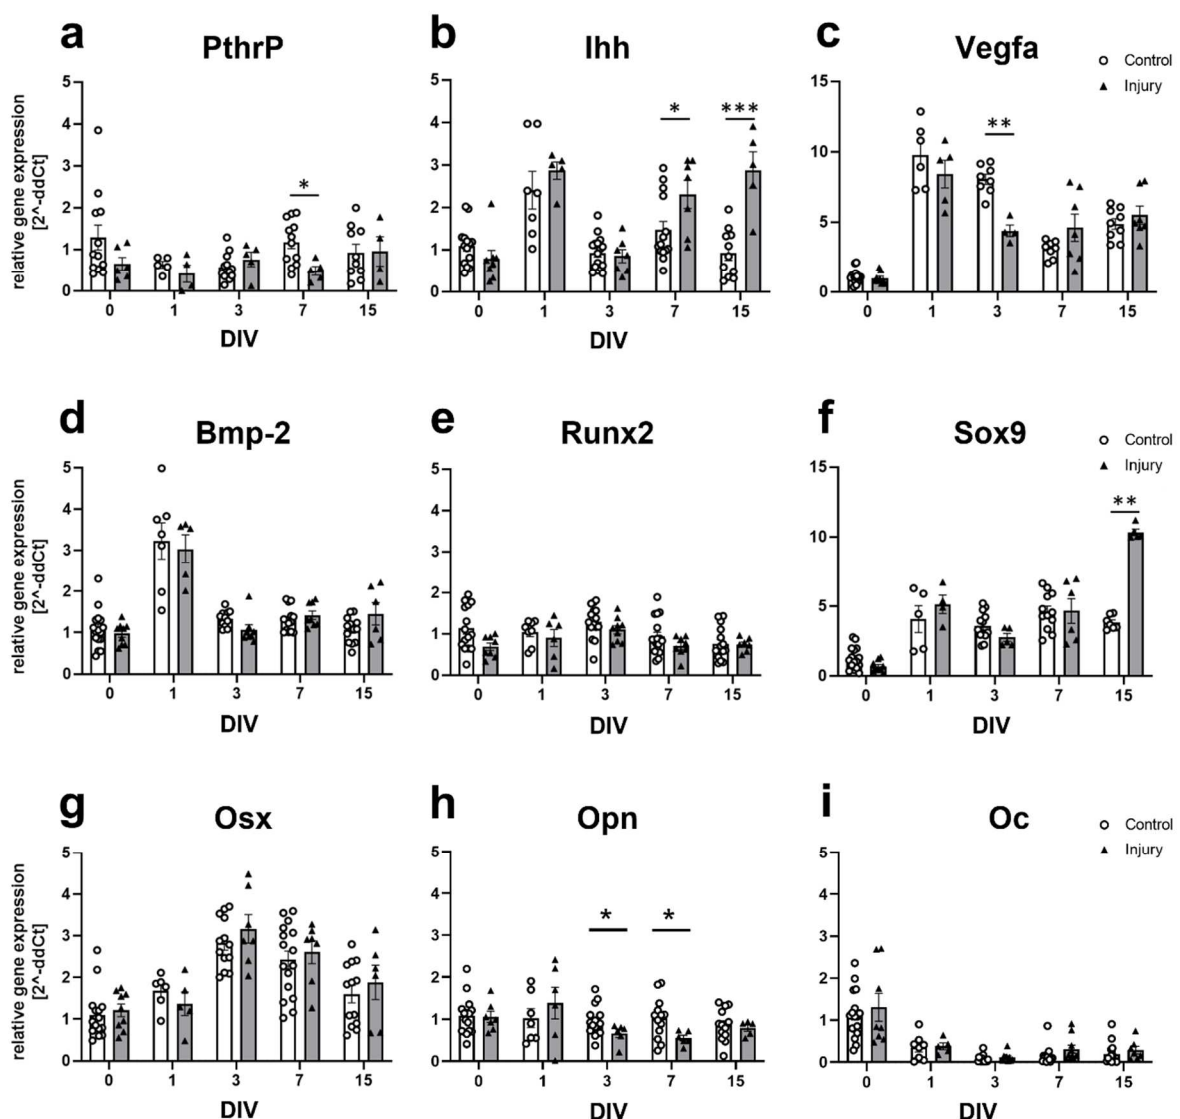 a
PthrP
relative gene expression
[2^-ddCt]
5
4
3
2
1
0
*
0 1 3 7 15
DIV
b
Ihh
5
4
3
2
1
0
* ***
0 1 3 7 15
DIV
c
Vegfa
Control
Injury
15
10
5
0
**
0 1 3 7 15
DIV
d
Bmp-2
relative gene expression
[2^-ddCt]
5
4
3
2
1
0
0 1 3 7 15
DIV
e
Runx2
5
4
3
2
1
0
0 1 3 7 15
DIV
f
Sox9
Control
Injury
15
10
5
0
**
0 1 3 7 15
DIV
g
Osx
relative gene expression
[2^-ddCt]
5
4
3
2
1
0
0 1 3 7 15
DIV
h
Opn
5
4
3
2
1
0
* *
0 1 3 7 15
DIV
i
Oc
Control
Injury
5
4
3
2
1
0
0 1 3 7 15
DIV